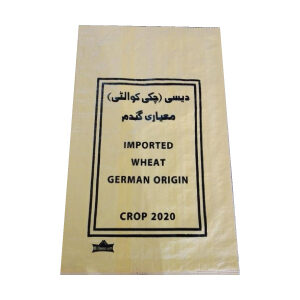 دیسی (چکی کوالٹی)
معیاری گندم
IMPORTED
WHEAT
GERMAN ORIGIN
CROP 2020